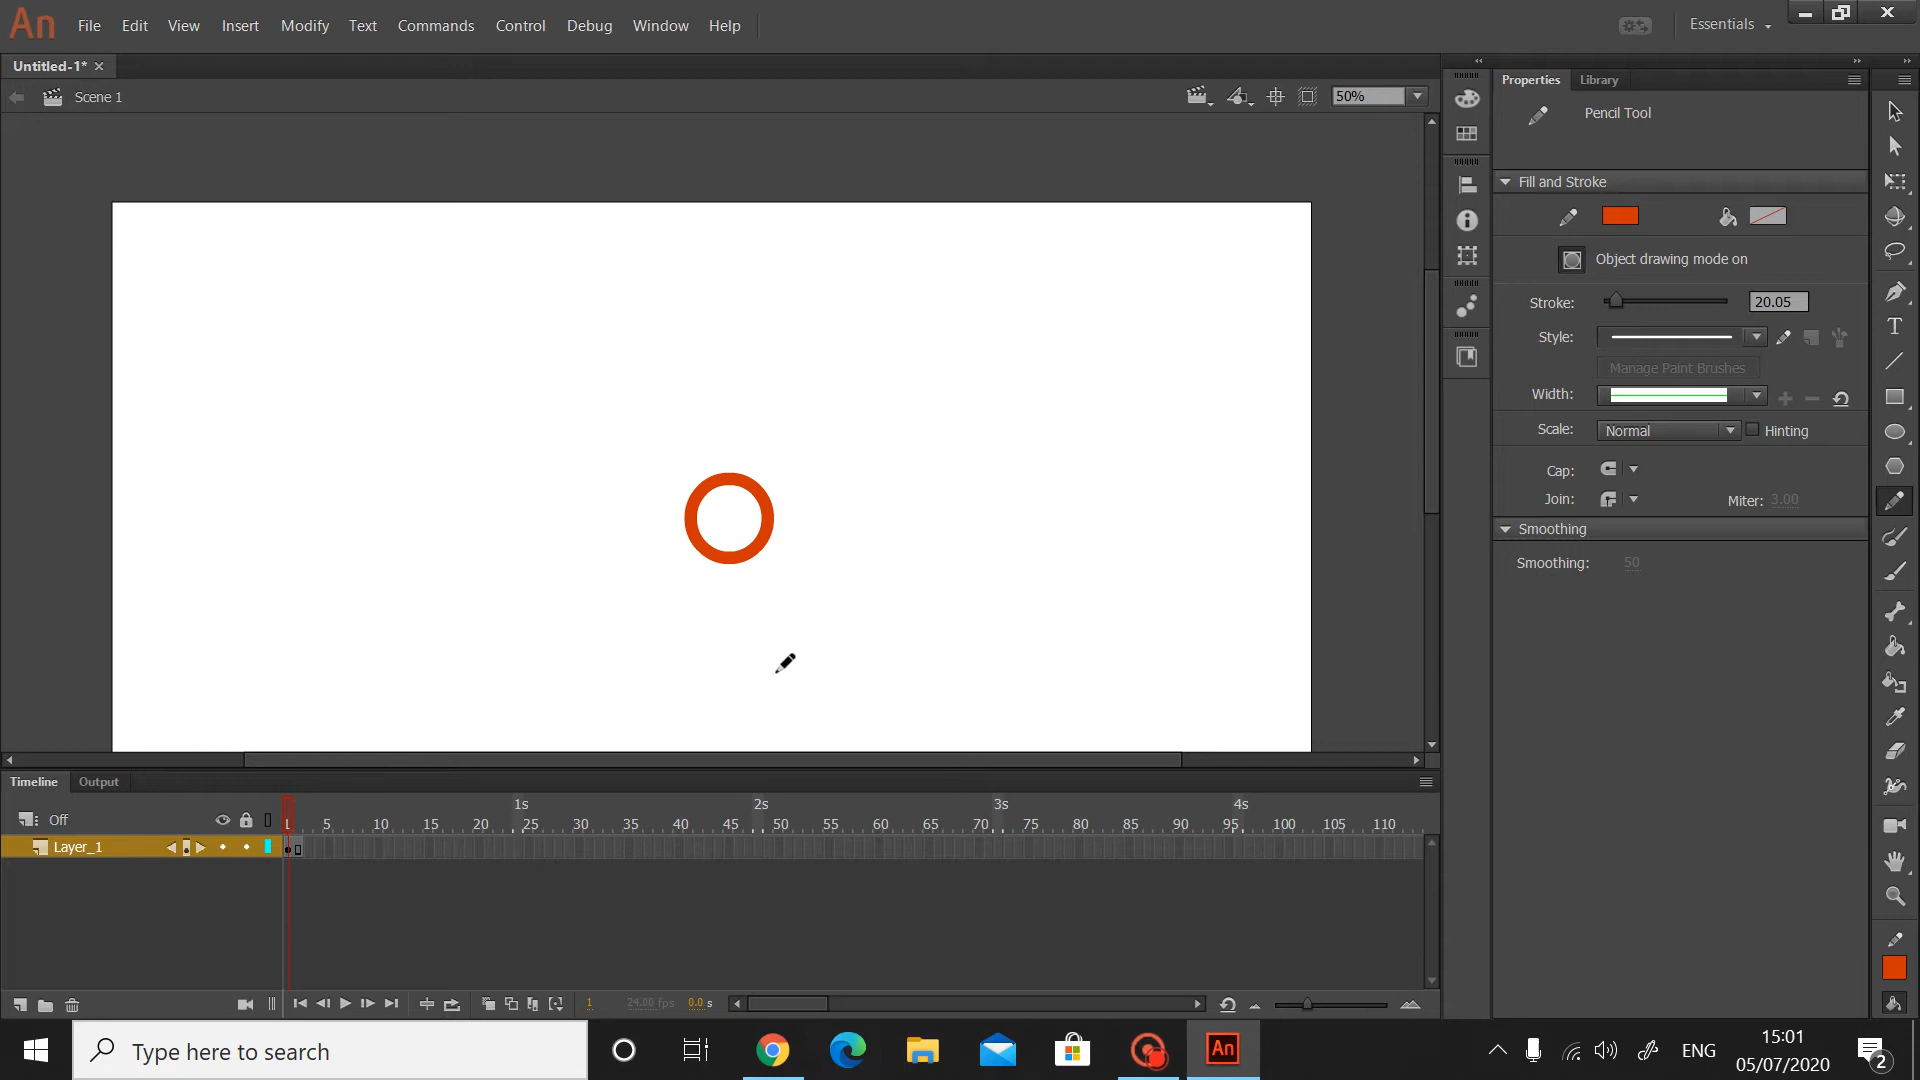 An File Edit View Insert Modify Text Commands Control Debug Window Help Essentials
Untitled-1*
Scene 1 50%
Properties Library
Pencil Tool
Fill and Stroke
Object drawing mode on
Stroke: 20.05
Style:
Manage Paint Brushes
Width:
Scale: Normal Hinting
Cap:
Join: Miter: 3.00
Smoothing
Smoothing: 50
Timeline Output
1s 2s 3s 4s
Off 1 5 10 15 20 25 30 35 40 45 50 55 60 65 70 75 80 85 90 95 100 105 110
Layer_1
1 24.00 fps 0.0 s
Type here to search
An
ENG
15:01
05/07/2020
2